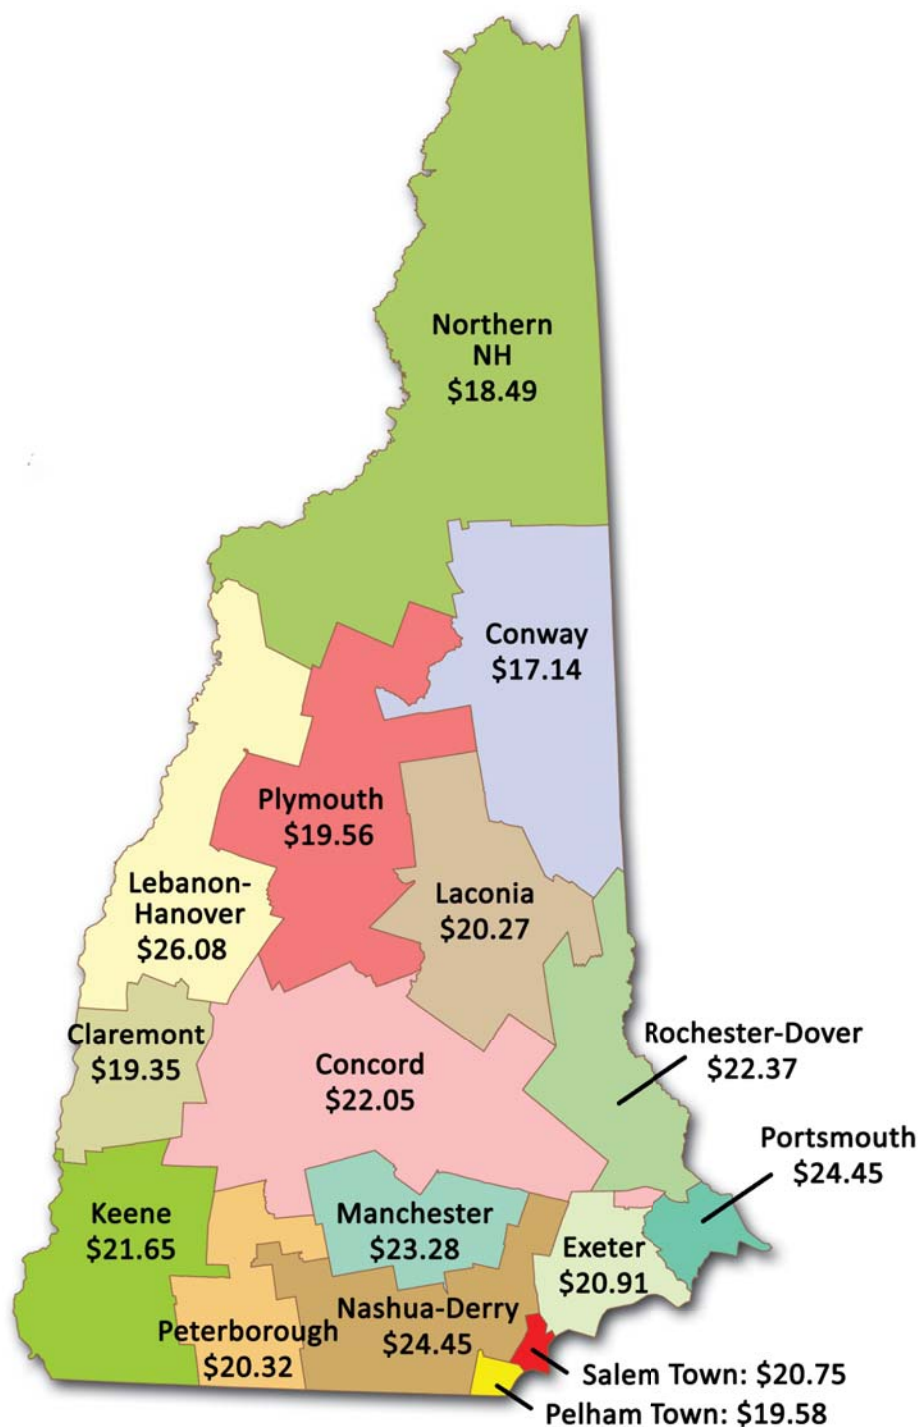 Northern
NH
$18.49
Conway
$17.14
Plymouth
$19.56
Lebanon-
Hanover
$26.08
Laconia
$20.27
Claremont
$19.35
Concord
$22.05
Rochester-Dover
$22.37
Portsmouth
$24.45
Keene
$21.65
Manchester
$23.28
Exeter
$20.91
Peterborough
$20.32
Nashua-Derry
$24.45
Salem Town: $20.75
Pelham Town: $19.58